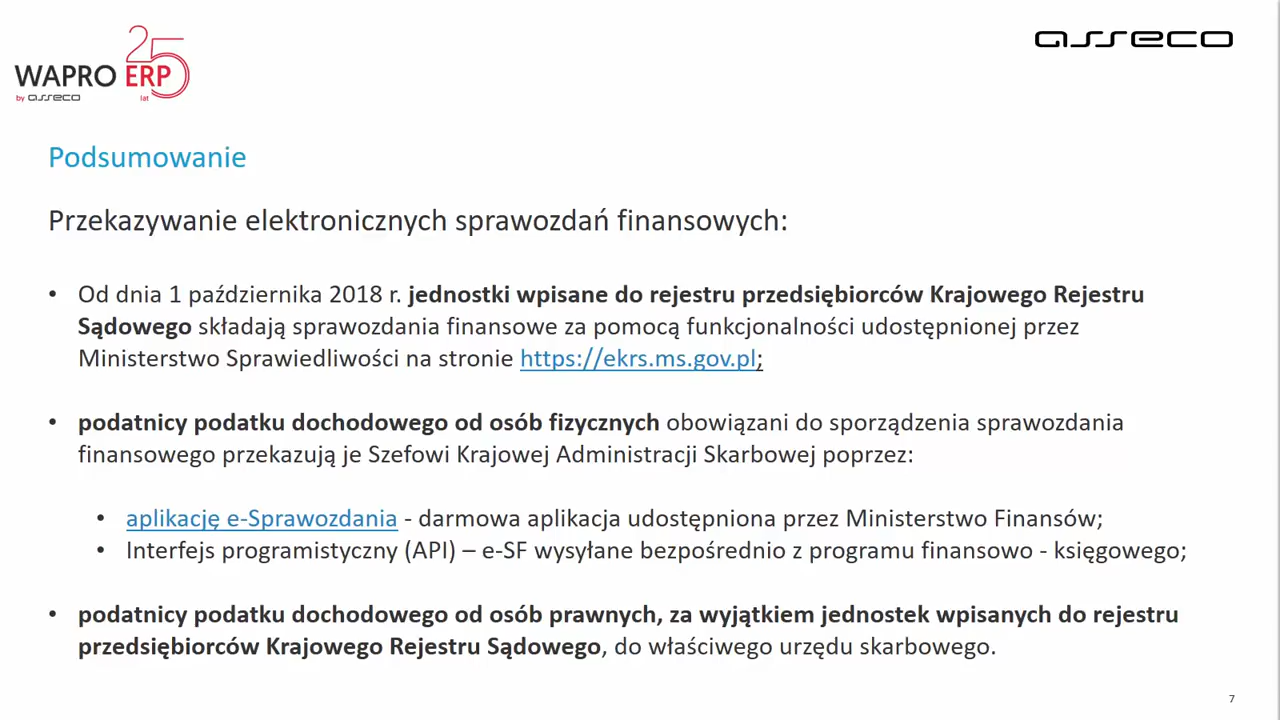 25
WAPRO ERP
by asseco lat
asseco
Podsumowanie
Przekazywanie elektronicznych sprawozdań finansowych:
• Od dnia 1 października 2018 r. jednostki wpisane do rejestru przedsiębiorców Krajowego Rejestru
Sądowego składają sprawozdania finansowe za pomocą funkcjonalności udostępnionej przez
Ministerstwo Sprawiedliwości na stronie https://ekrs.ms.gov.pl;
• podatnicy podatku dochodowego od osób fizycznych obowiązani do sporządzenia sprawozdania
finansowego przekazują je Szefowi Krajowej Administracji Skarbowej poprzez:
• aplikację e-Sprawozdania - darmowa aplikacja udostępniona przez Ministerstwo Finansów;
• Interfejs programistyczny (API) – e-SF wysyłane bezpośrednio z programu finansowo - księgowego;
• podatnicy podatku dochodowego od osób prawnych, za wyjątkiem jednostek wpisanych do rejestru
przedsiębiorców Krajowego Rejestru Sądowego, do właściwego urzędu skarbowego.
7